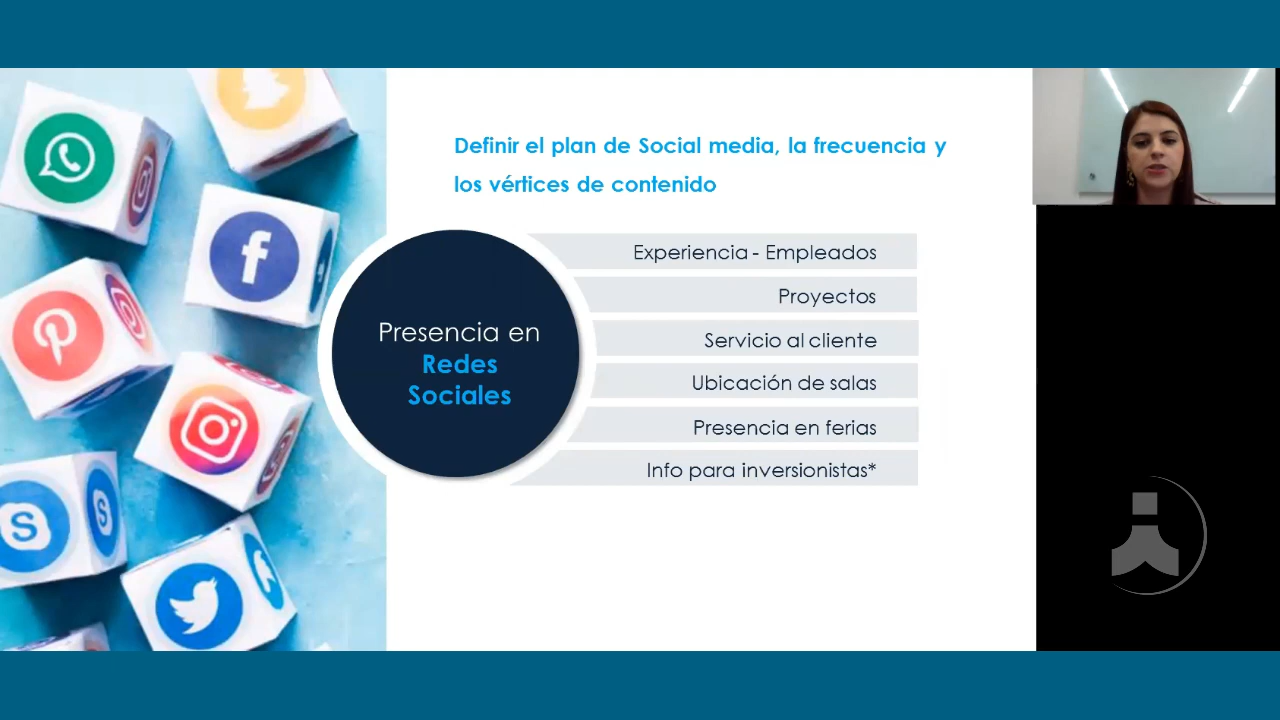 Definir el plan de Social media, la frecuencia y
los vértices de contenido
Presencia en
Redes
Sociales
Experiencia - Empleados
Proyectos
Servicio al cliente
Ubicación de salas
Presencia en ferias
Info para inversionistas*